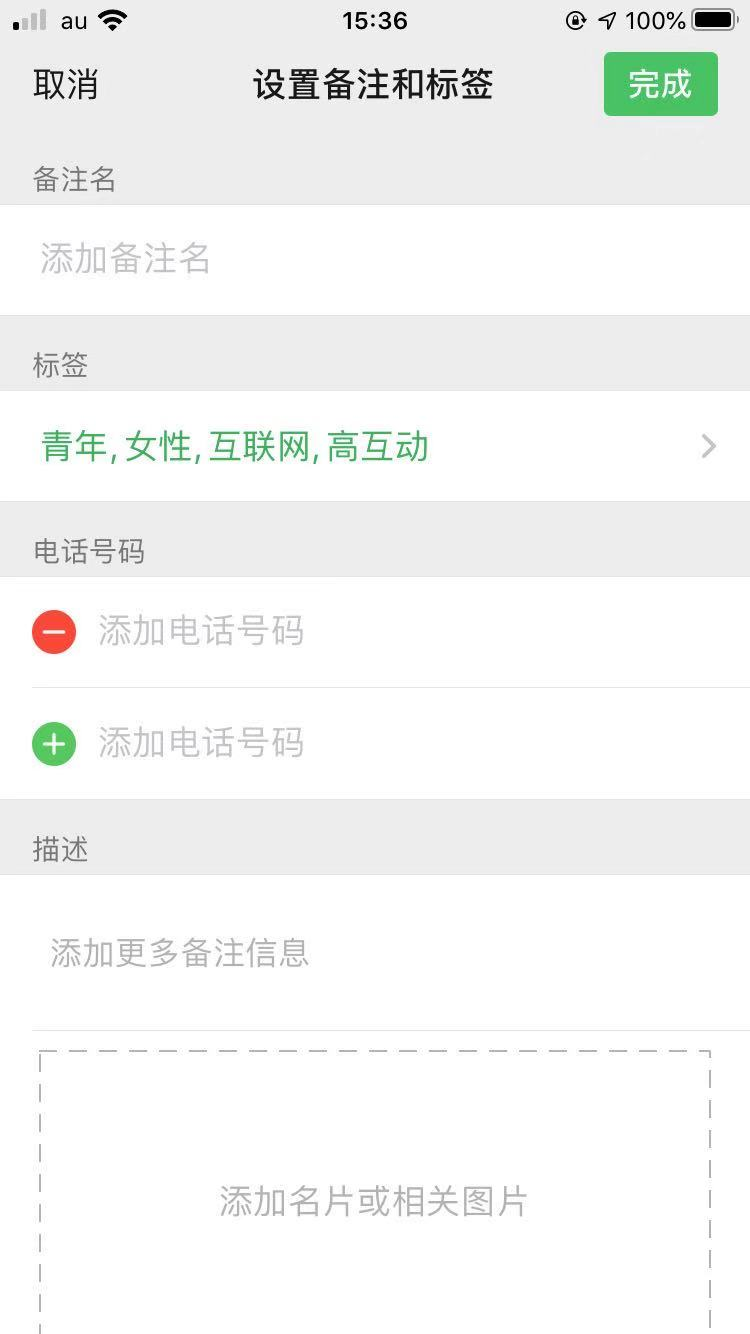 au 15:36 100%
取消 设置备注和标签 完成
备注名
添加备注名
标签
青年, 女性, 互联网, 高互动
电话号码
添加电话号码
添加电话号码
描述
添加更多备注信息
添加名片或相关图片